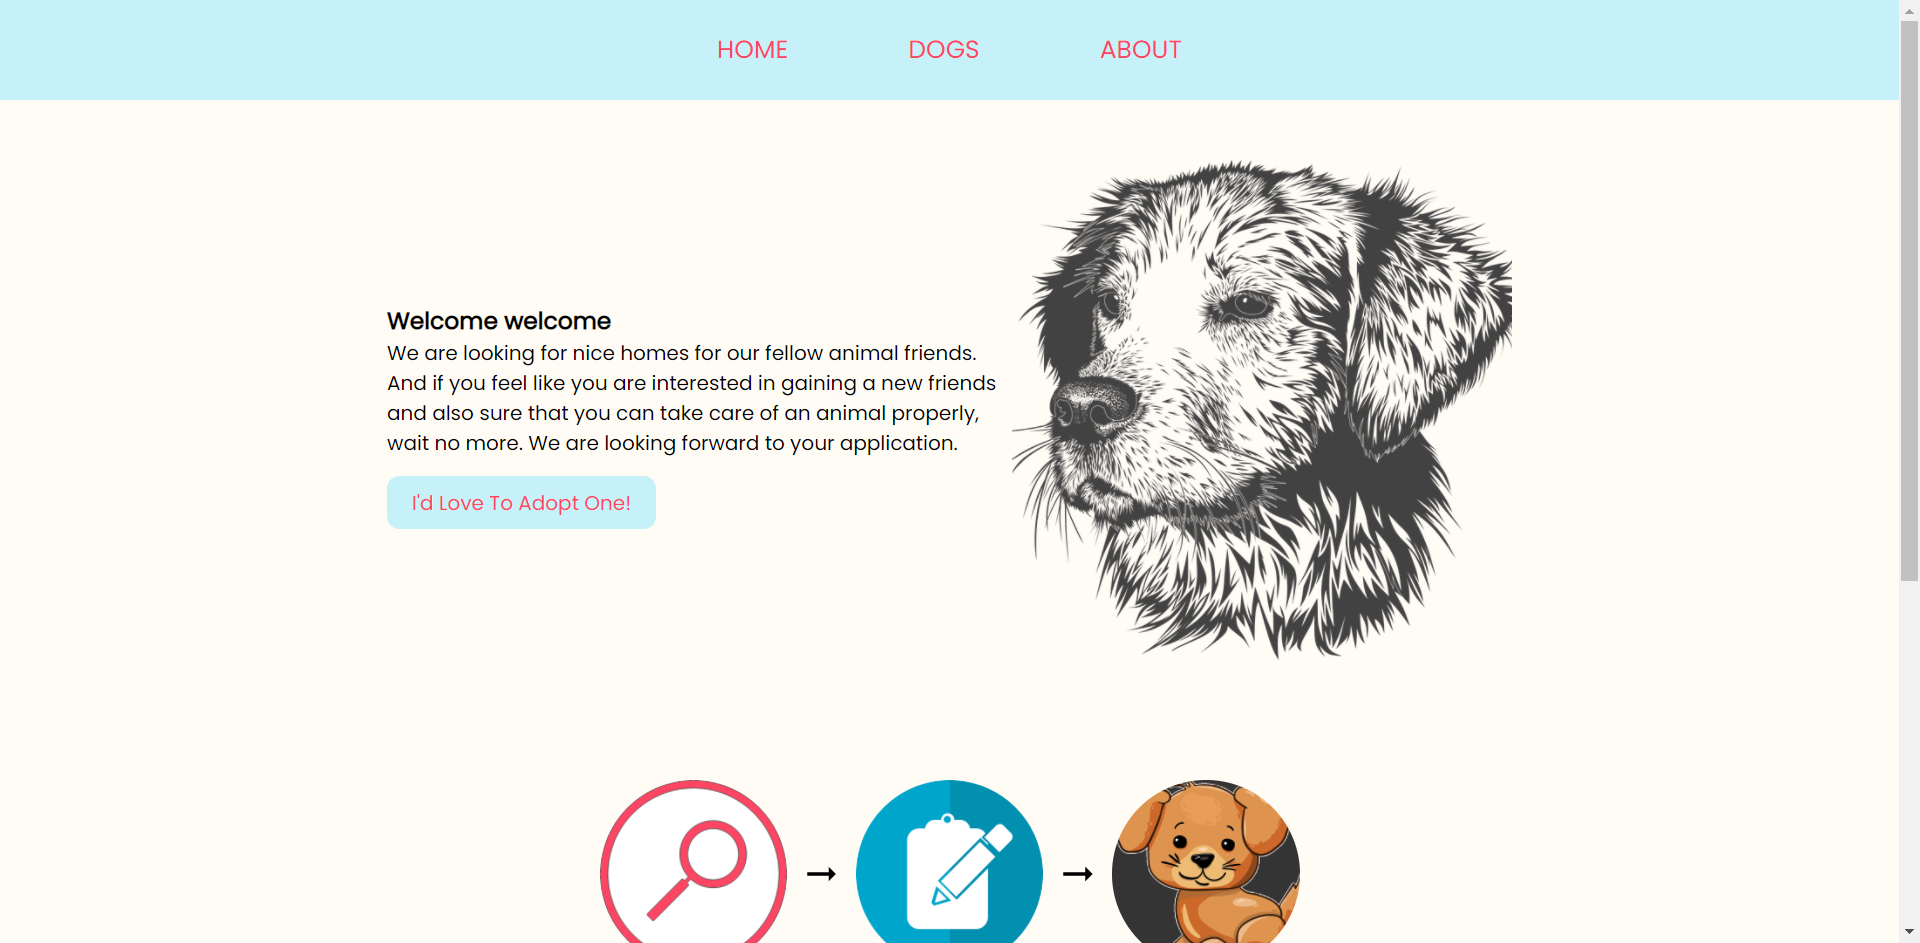 HOME DOGS ABOUT
Welcome welcome
We are looking for nice homes for our fellow animal friends.
And if you feel like you are interested in gaining a new friends
and also sure that you can take care of an animal properly,
wait no more. We are looking forward to your application.
I'd Love To Adopt One!